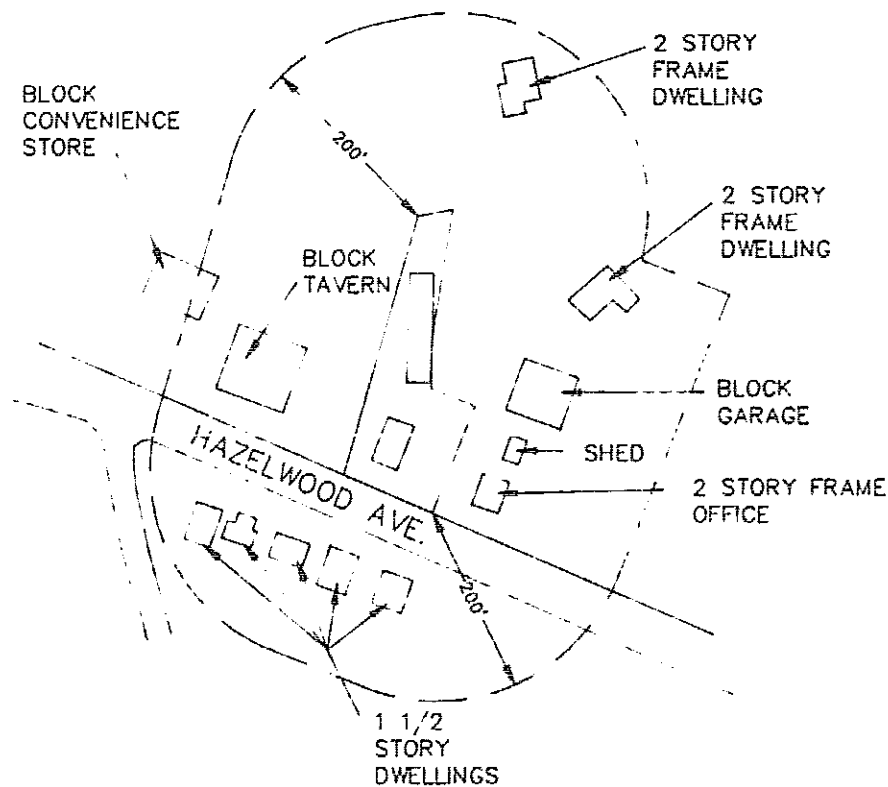 2 STORY
FRAME
DWELLING
BLOCK
CONVENIENCE
STORE
200'
2 STORY
FRAME
DWELLING
BLOCK
TAVERN
BLOCK
GARAGE
HAZELWOOD AVE.
SHED
2 STORY FRAME
OFFICE
200'
1 1/2
STORY
DWELLINGS